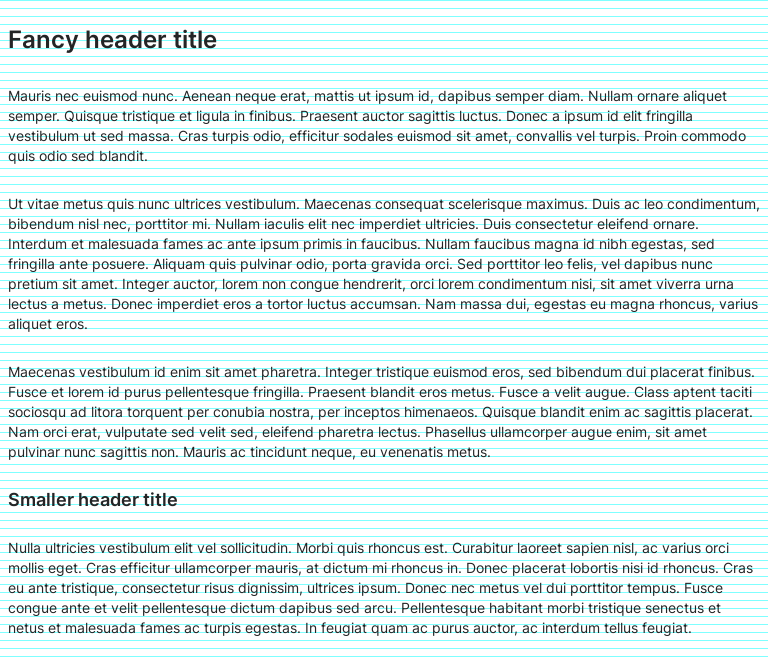 Fancy header title
Mauris nec euismod nunc. Aenean neque erat, mattis ut ipsum id, dapibus semper diam. Nullam ornare aliquet
semper. Quisque tristique et ligula in finibus. Praesent auctor sagittis luctus. Donec a ipsum id elit fringilla
vestibulum ut sed massa. Cras turpis odio, efficitur sodales euismod sit amet, convallis vel turpis. Proin commodo
quis odio sed blandit.
Ut vitae metus quis nunc ultrices vestibulum. Maecenas consequat scelerisque maximus. Duis ac leo condimentum,
bibendum nisl nec, porttitor mi. Nullam iaculis elit nec imperdiet ultricies. Duis consectetur eleifend ornare.
Interdum et malesuada fames ac ante ipsum primis in faucibus. Nullam faucibus magna id nibh egestas, sed
fringilla ante posuere. Aliquam quis pulvinar odio, porta gravida orci. Sed porttitor leo felis, vel dapibus nunc
pretium sit amet. Integer auctor, lorem non congue hendrerit, orci lorem condimentum nisi, sit amet viverra urna
lectus a metus. Donec imperdiet eros a tortor luctus accumsan. Nam massa dui, egestas eu magna rhoncus, varius
aliquet eros.
Maecenas vestibulum id enim sit amet pharetra. Integer tristique euismod eros, sed bibendum dui placerat finibus.
Fusce et lorem id purus pellentesque fringilla. Praesent blandit eros metus. Fusce a velit augue. Class aptent taciti
sociosqu ad litora torquent per conubia nostra, per inceptos himenaeos. Quisque blandit enim ac sagittis placerat.
Nam orci erat, vulputate sed velit sed, eleifend pharetra lectus. Phasellus ullamcorper augue enim, sit amet
pulvinar nunc sagittis non. Mauris ac tincidunt neque, eu venenatis metus.
Smaller header title
Nulla ultricies vestibulum elit vel sollicitudin. Morbi quis rhoncus est. Curabitur laoreet sapien nisl, ac varius orci
mollis eget. Cras efficitur ullamcorper mauris, at dictum mi rhoncus in. Donec placerat lobortis nisi id rhoncus. Cras
eu ante tristique, consectetur risus dignissim, ultrices ipsum. Donec nec metus vel dui porttitor tempus. Fusce
congue ante et velit pellentesque dictum dapibus sed arcu. Pellentesque habitant morbi tristique senectus et
netus et malesuada fames ac turpis egestas. In feugiat quam ac purus auctor, ac interdum tellus feugiat.